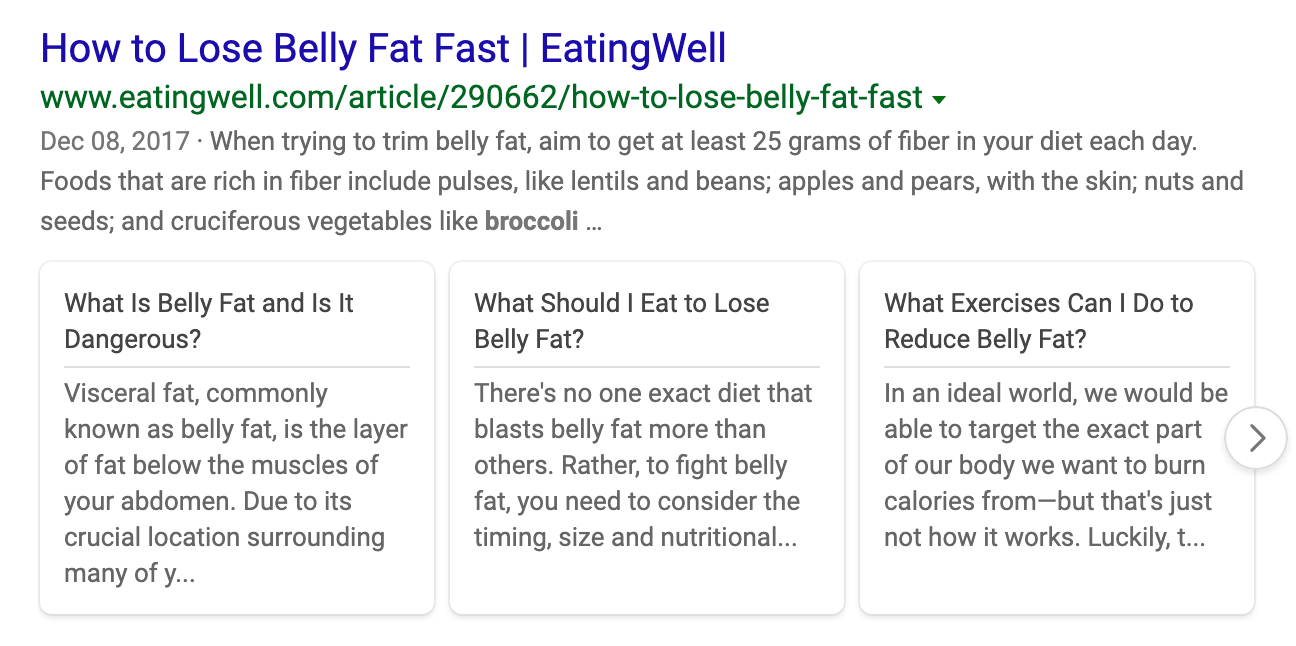 How to Lose Belly Fat Fast | EatingWell
www.eatingwell.com/article/290662/how-to-lose-belly-fat-fast
Dec 08, 2017 · When trying to trim belly fat, aim to get at least 25 grams of fiber in your diet each day.
Foods that are rich in fiber include pulses, like lentils and beans; apples and pears, with the skin; nuts and
seeds; and cruciferous vegetables like broccoli ...
What Is Belly Fat and Is It
Dangerous?
Visceral fat, commonly
known as belly fat, is the layer
of fat below the muscles of
your abdomen. Due to its
crucial location surrounding
many of y...
What Should I Eat to Lose
Belly Fat?
There's no one exact diet that
blasts belly fat more than
others. Rather, to fight belly
fat, you need to consider the
timing, size and nutritional...
What Exercises Can I Do to
Reduce Belly Fat?
In an ideal world, we would be
able to target the exact part
of our body we want to burn
calories from—but that's just
not how it works. Luckily, t...